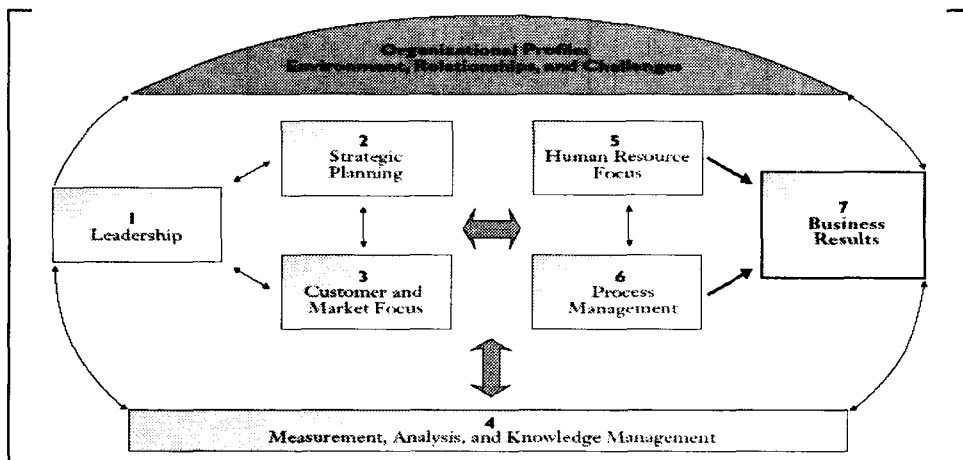 Organizational Profile:
Environment, Relationships, and Challenges
2
Strategic
Planning
5
Human Resource
Focus
1
Leadership
7
Business
Results
3
Customer and
Market Focus
6
Process
Management
4
Measurement, Analysis, and Knowledge Management